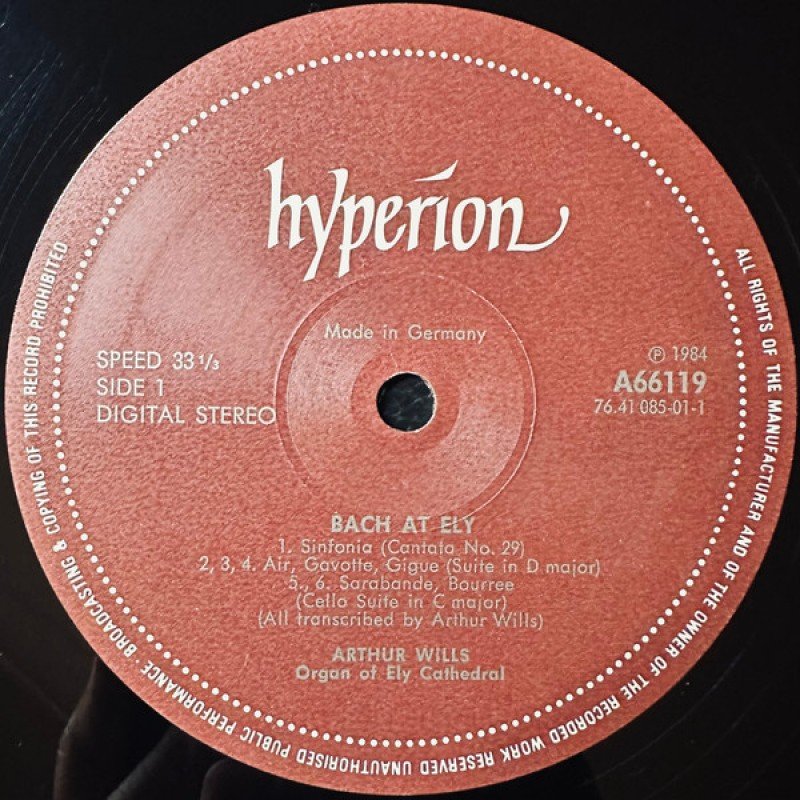 hyperion
Made in Germany
SPEED 33 1/3
SIDE 1
DIGITAL STEREO
℗ 1984
A66119
76.41 085-01-1
BACH AT ELY
1. Sinfonia (Cantata No. 29)
2, 3, 4. Air, Gavotte, Gigue (Suite in D major)
5., 6. Sarabande, Bourree
(Cello Suite in C major)
(All transcribed by Arthur Wills)
ARTHUR WILLS
Organ of Ely Cathedral
ALL RIGHTS OF THE MANUFACTURER AND OF THE OWNER OF THE RECORDED WORK RESERVED UNAUTHORISED PUBLIC PERFORMANCE · BROADCASTING & COPYING OF THIS RECORD PROHIBITED